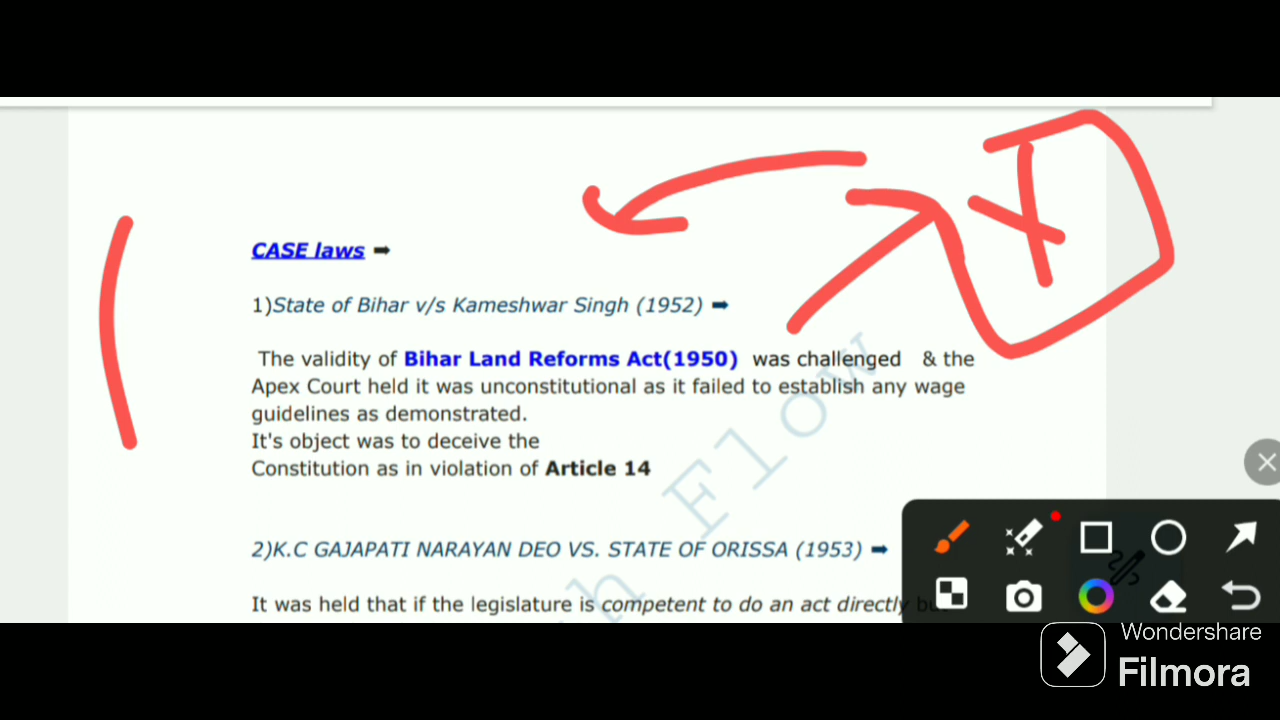 CASE laws ➡
1)State of Bihar v/s Kameshwar Singh (1952) ➡
The validity of Bihar Land Reforms Act(1950) was challenged & the
Apex Court held it was unconstitutional as it failed to establish any wage
guidelines as demonstrated.
It's object was to deceive the
Constitution as in violation of Article 14
2)K.C GAJAPATI NARAYAN DEO VS. STATE OF ORISSA (1953) ➡
It was held that if the legislature is competent to do an act directly but
Flow
Wondershare
Filmora